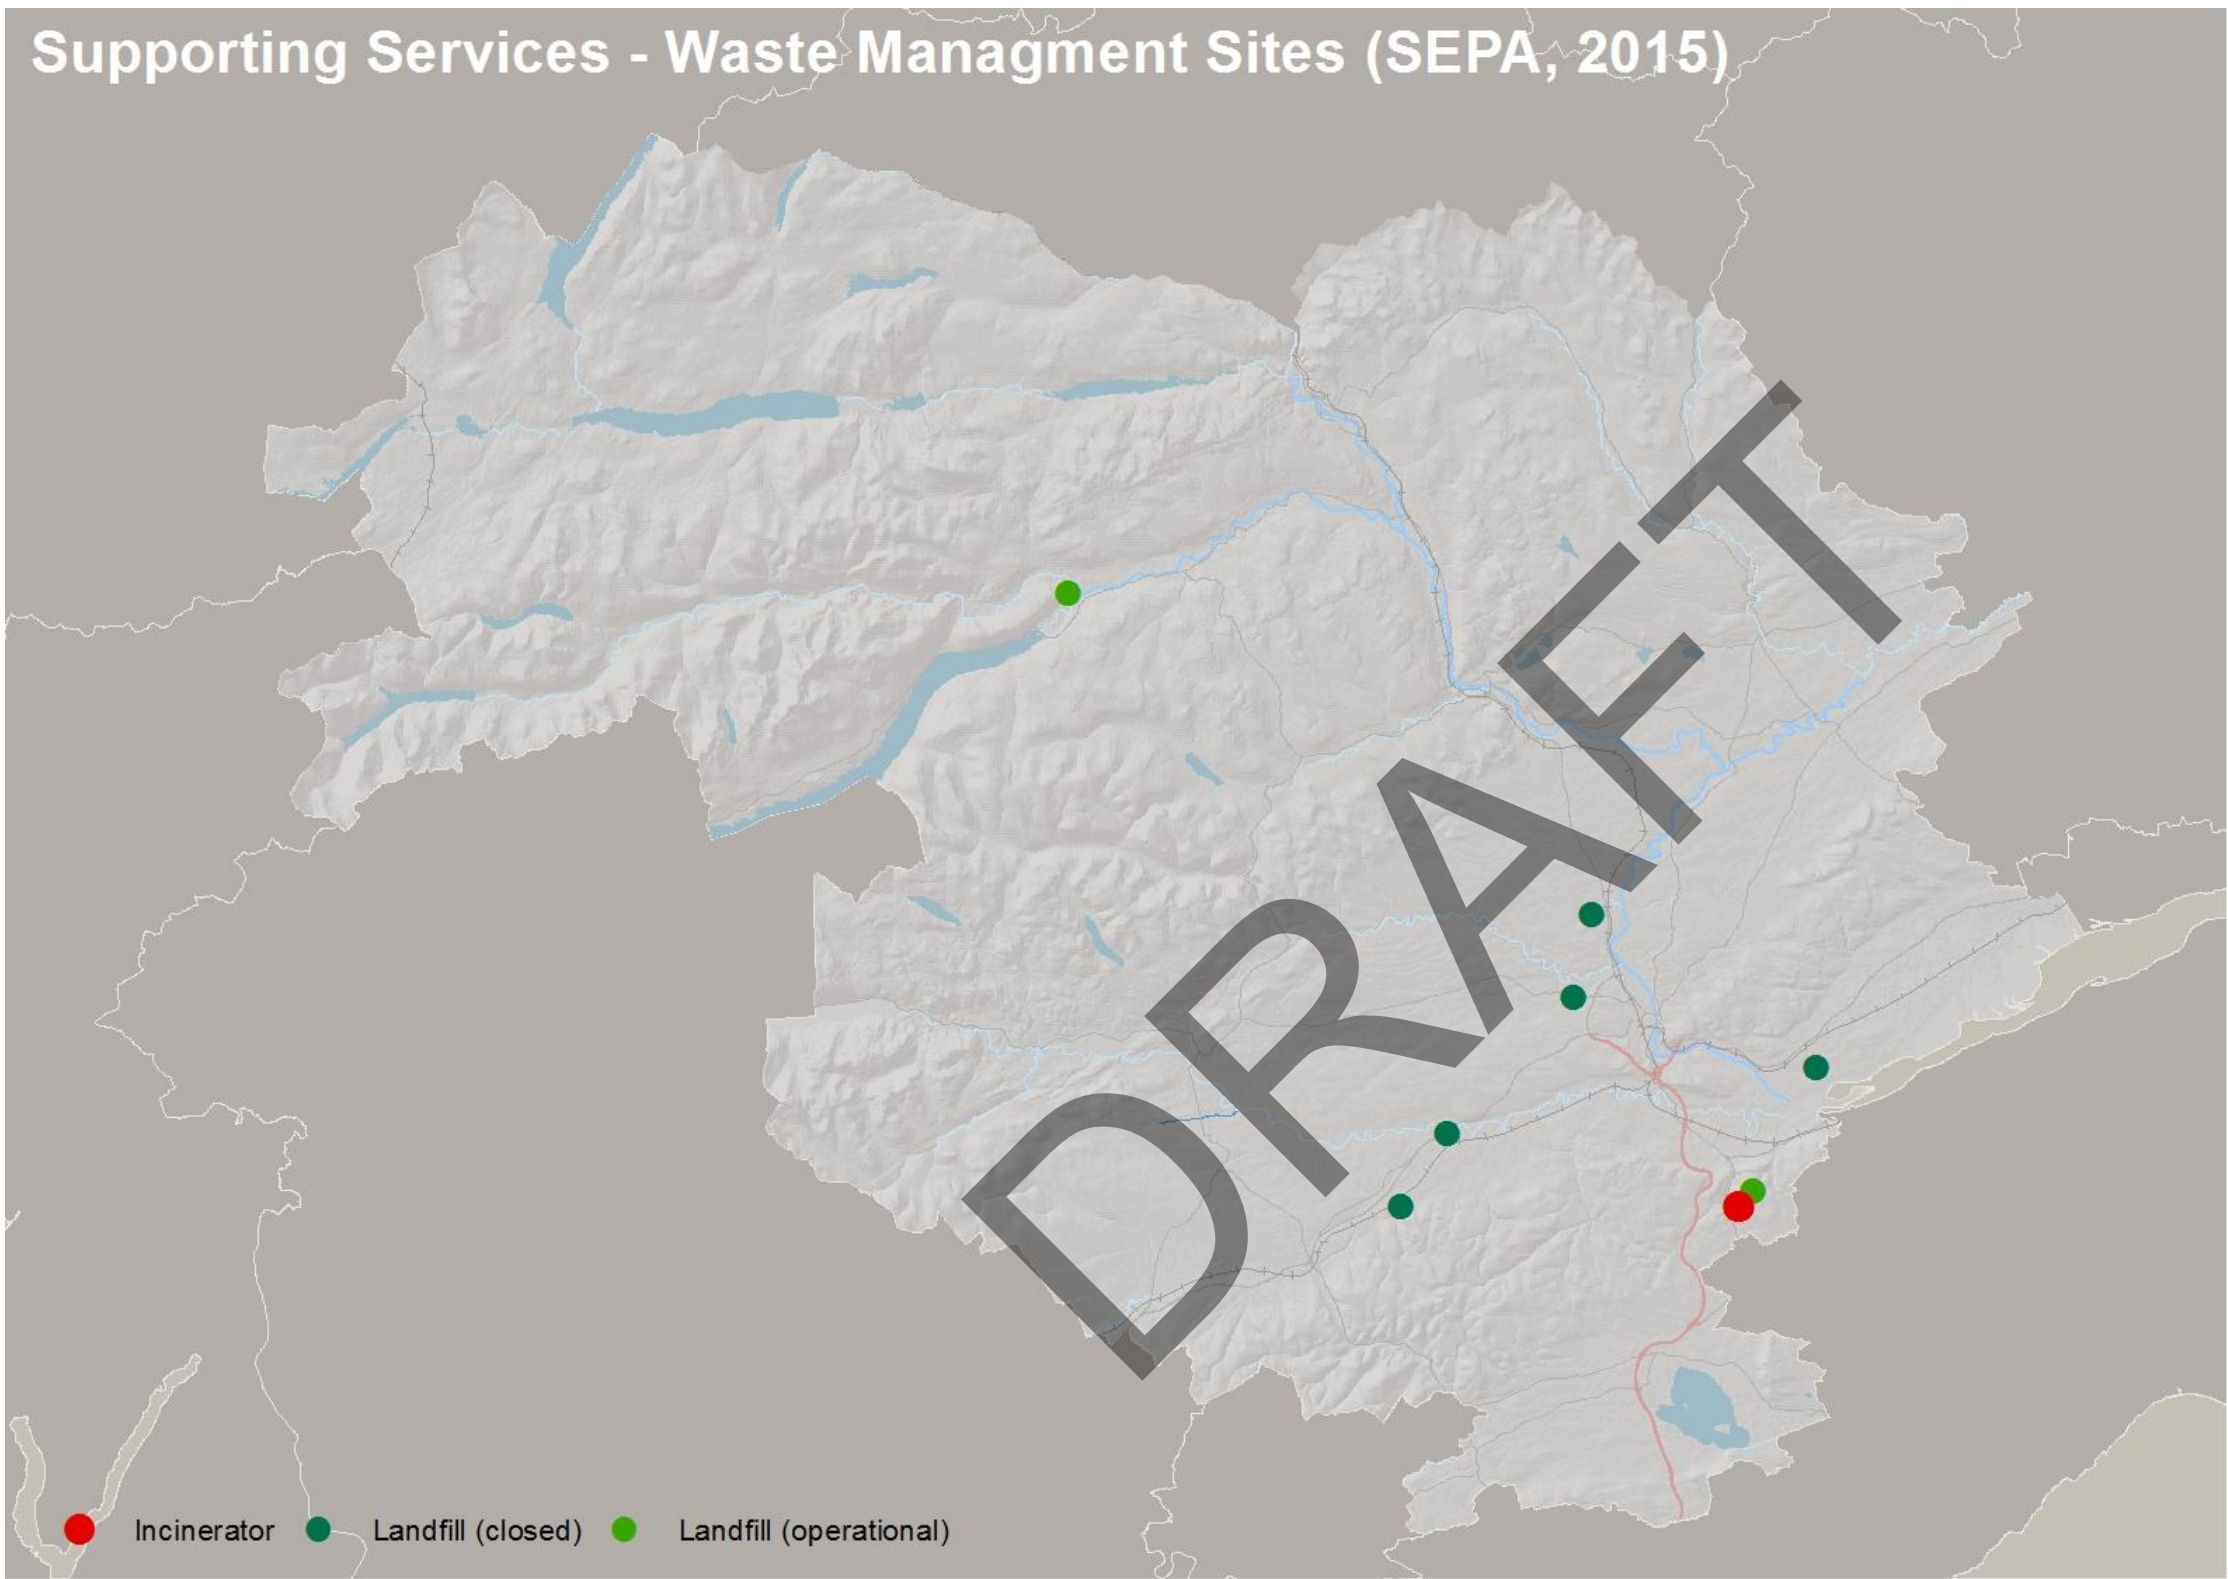 Supporting Services - Waste Managment Sites (SEPA, 2015)
DRAFT
Incinerator
Landfill (closed)
Landfill (operational)